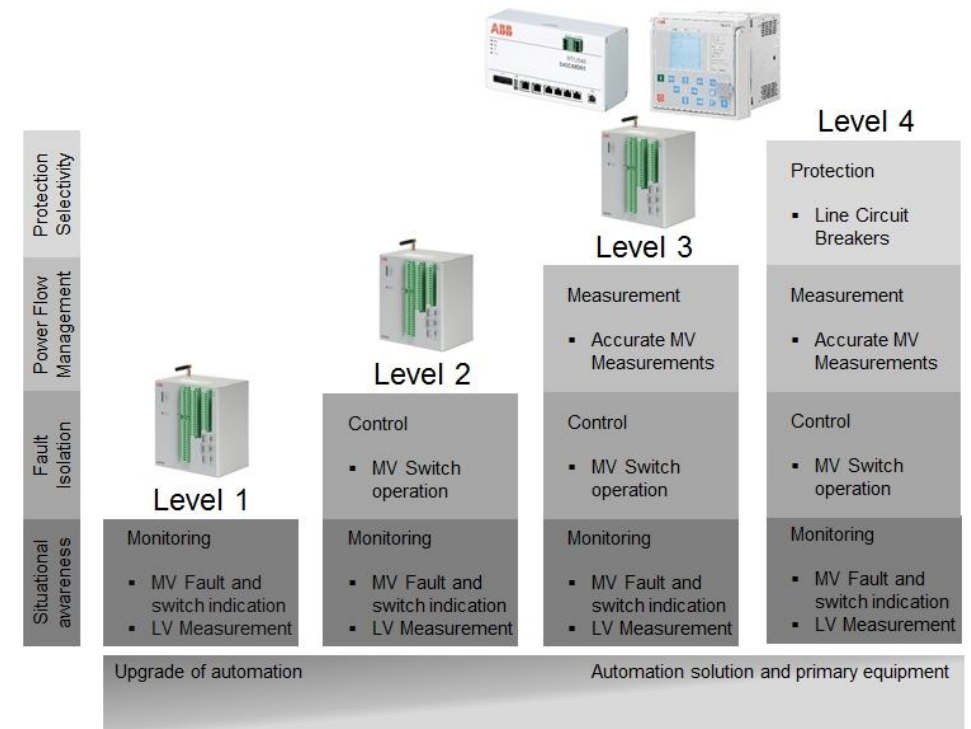 ABB
Level 4
Protection
Selectivity
Protection
▪ Line Circuit
Breakers
Level 3
Power Flow
Management
Measurement
▪ Accurate MV
Measurements
Measurement
▪ Accurate MV
Measurements
Level 2
Fault
Isolation
Control
▪ MV Switch
operation
Control
▪ MV Switch
operation
Control
▪ MV Switch
operation
Level 1
Situational
awareness
Monitoring
▪ MV Fault and
switch indication
▪ LV Measurement
Monitoring
▪ MV Fault and
switch indication
▪ LV Measurement
Monitoring
▪ MV Fault and
switch indication
▪ LV Measurement
Monitoring
▪ MV Fault and
switch indication
▪ LV Measurement
Upgrade of automation
Automation solution and primary equipment